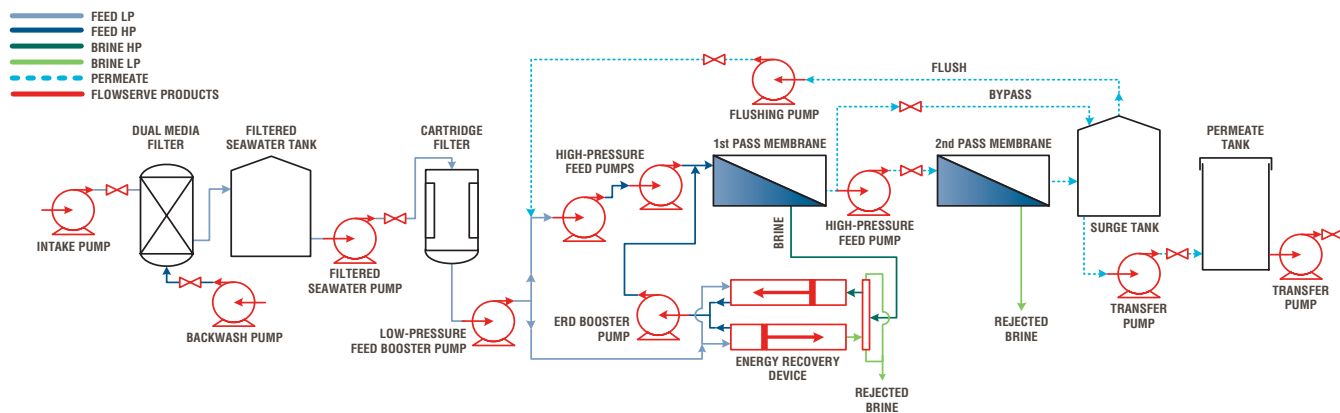 FEED LP
FEED HP
BRINE HP
BRINE LP
PERMEATE
FLOWSERVE PRODUCTS
FLUSH
BYPASS
FLUSHING PUMP
DUAL MEDIA
FILTER
FILTERED
SEAWATER TANK
CARTRIDGE
FILTER
HIGH-PRESSURE
FEED PUMPS
1st PASS MEMBRANE
2nd PASS MEMBRANE
PERMEATE
TANK
INTAKE PUMP
BACKWASH PUMP
FILTERED
SEAWATER PUMP
LOW-PRESSURE
FEED BOOSTER PUMP
ERD BOOSTER
PUMP
BRINE
HIGH-PRESSURE
FEED PUMP
SURGE TANK
ENERGY RECOVERY
DEVICE
REJECTED
BRINE
REJECTED
BRINE
TRANSFER
PUMP
TRANSFER
PUMP